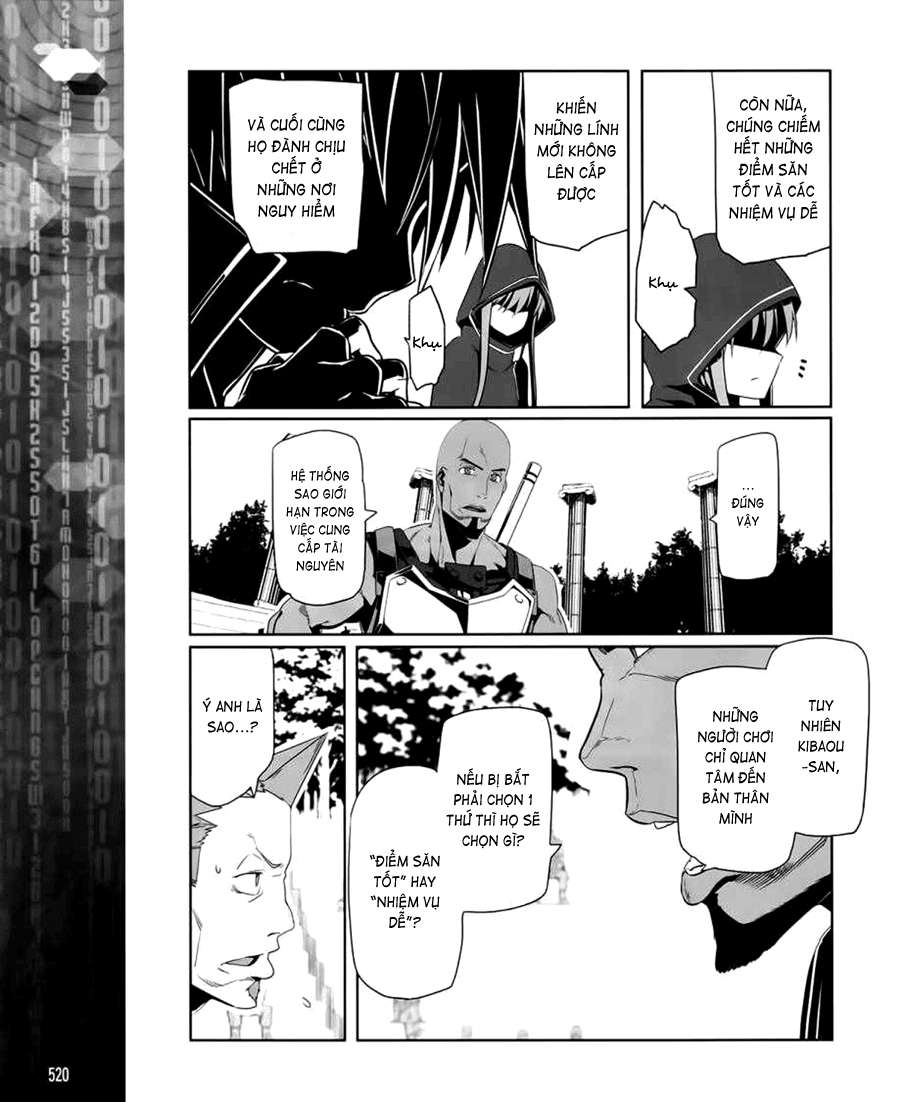 CÒN NỮA,
CHÚNG CHIẾM
HẾT NHỮNG
ĐIỂM SĂN
TỐT VÀ CÁC
NHIỆM VỤ DỄ
Khụ
KHIẾN
NHỮNG LÍNH
MỚI KHÔNG
LÊN CẤP
ĐƯỢC
VÀ CUỐI CÙNG
HỌ ĐÀNH CHỊU
CHẾT Ở
NHỮNG NƠI
NGUY HIỂM
Khụ
...
ĐÚNG
VẬY
HỆ THỐNG
SAO GIỚI
HẠN TRONG
VIỆC CUNG
CẤP TÀI
NGUYÊN
TUY
NHIÊN
KIBAOU
-SAN,
NHỮNG
NGƯỜI CHƠI
CHỈ QUAN
TÂM ĐẾN
BẢN THÂN
MÌNH
NẾU BỊ BẮT
PHẢI CHỌN 1
THỨ THÌ HỌ SẼ
CHỌN GÌ?
“ĐIỂM SĂN
TỐT” HAY
“NHIỆM VỤ
DỄ”?
Ý ANH LÀ
SAO...?
520